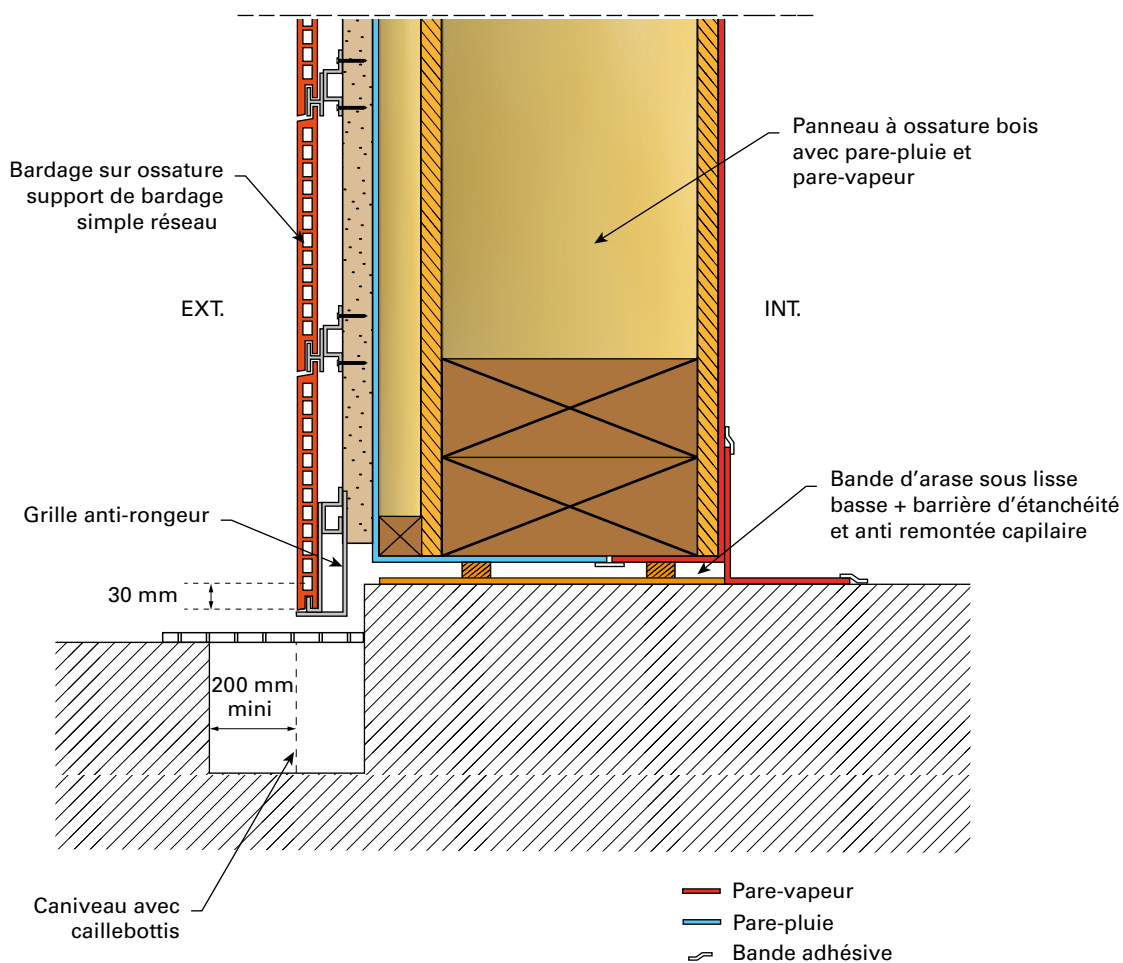 Panneau à ossature bois
avec pare-pluie et
pare-vapeur
Bardage sur ossature
support de bardage
simple réseau
EXT.
INT.
Bande d'arase sous lisse
basse + barrière d'étanchéité
et anti remontée capilaire
Grille anti-rongeur
30 mm
200 mm
mini
Caniveau avec
caillebottis
Pare-vapeur
Pare-pluie
Bande adhésive